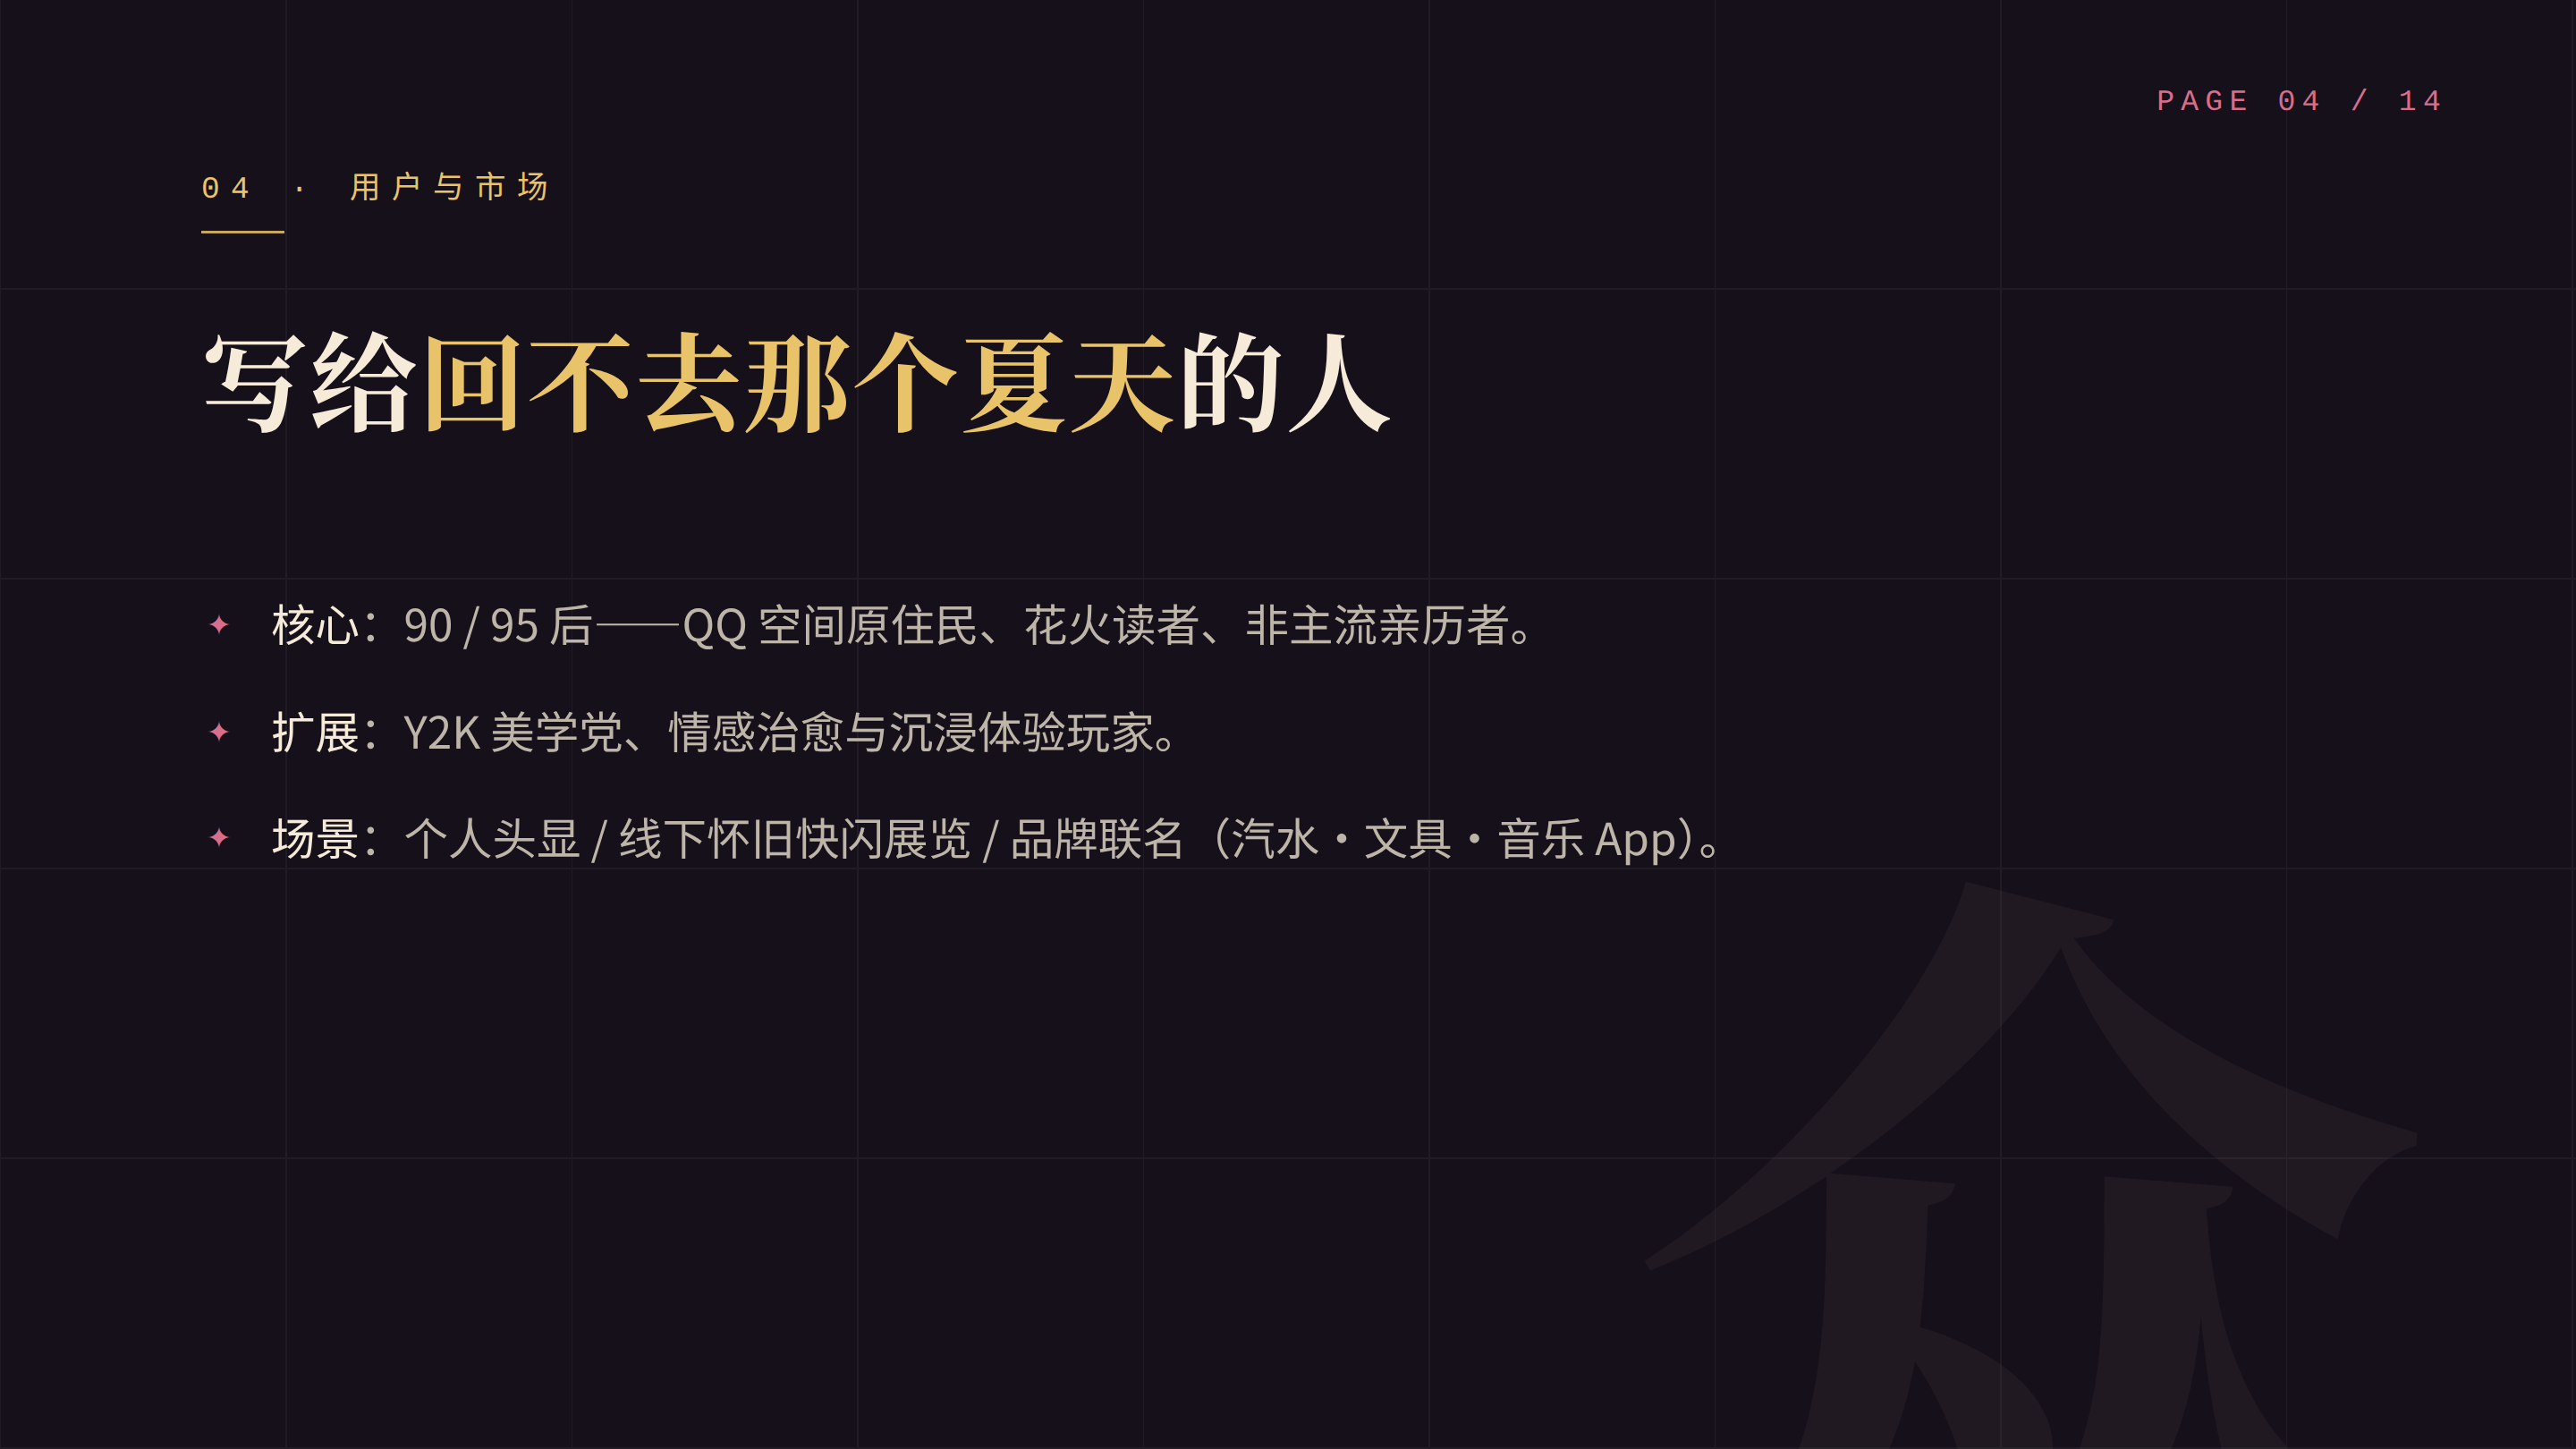 PAGE 04 / 14
04 · 用户与市场
写给回不去那个夏天的人
✦ 核心：90 / 95 后——QQ 空间原住民、花火读者、非主流亲历者。
✦ 扩展：Y2K 美学党、情感治愈与沉浸体验玩家。
✦ 场景：个人头显 / 线下怀旧快闪展览 / 品牌联名（汽水・文具・音乐 App）。
众